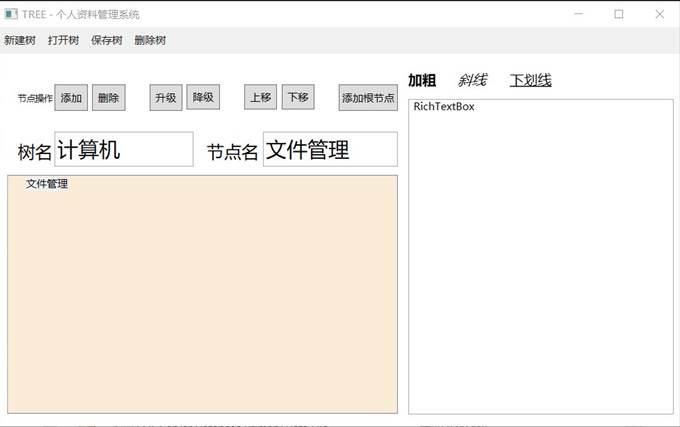 TREE - 个人资料管理系统
新建树 打开树 保存树 删除树
节点操作 添加 删除 升级 降级 上移 下移 添加根节点
树名 计算机 节点名 文件管理
文件管理
加粗 斜线 下划线
RichTextBox